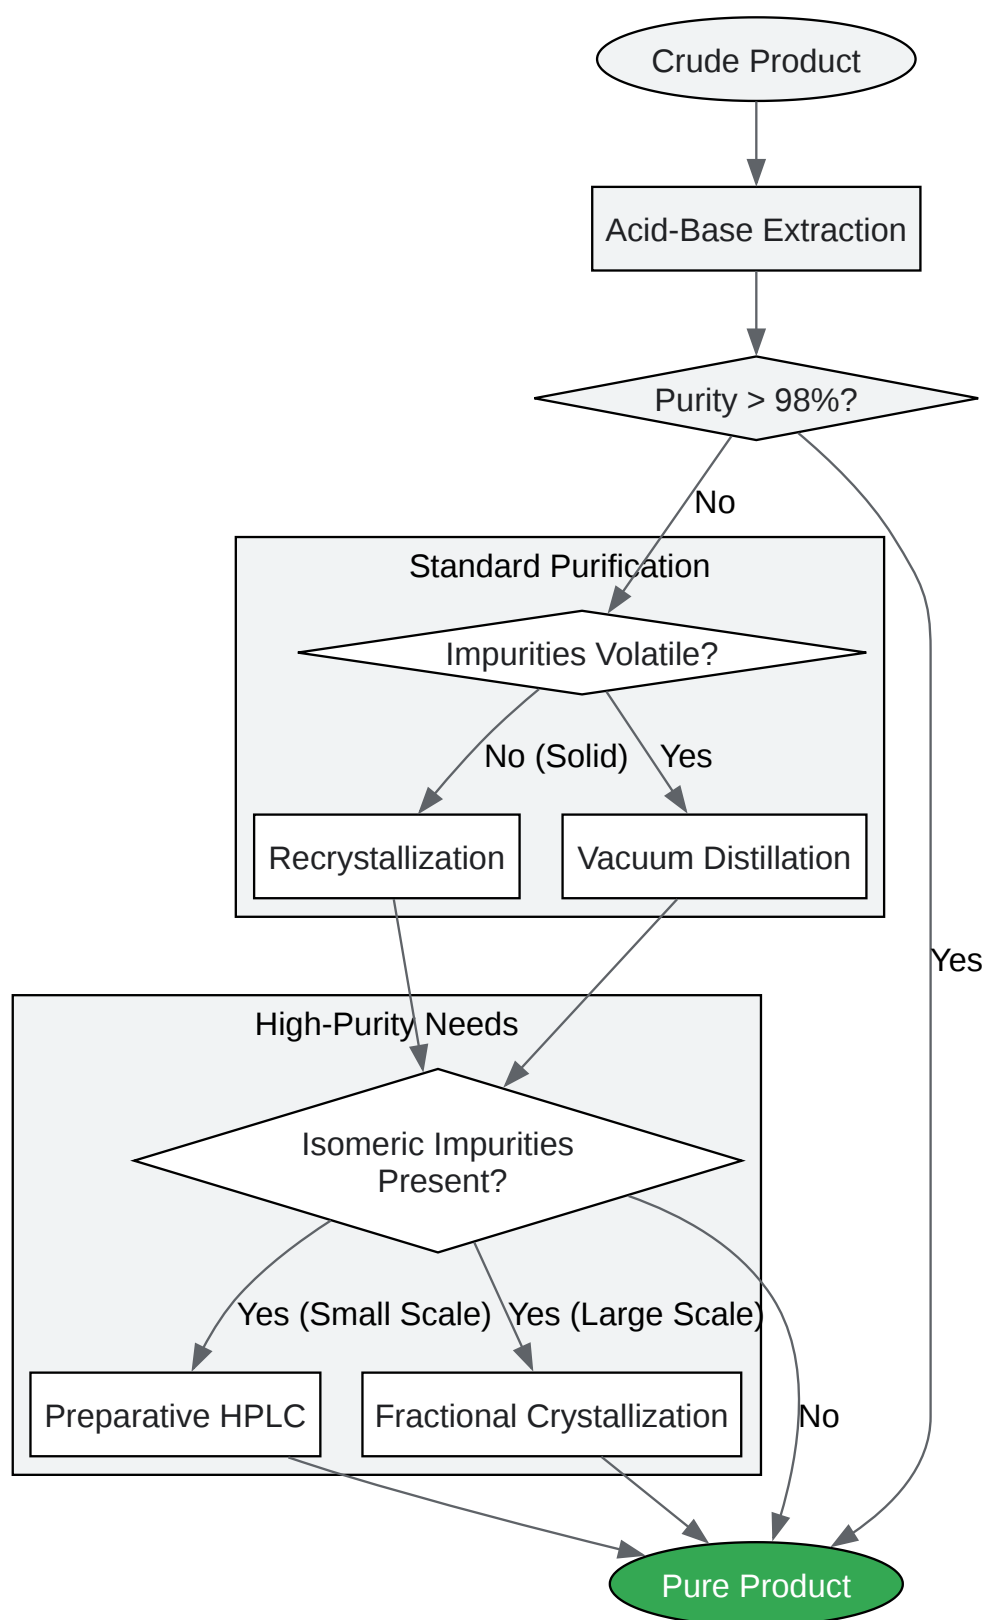 Crude Product
Acid-Base Extraction
Purity > 98%?
No
Standard Purification
Impurities Volatile?
No (Solid)
Yes
Recrystallization
Vacuum Distillation
Yes
High-Purity Needs
Isomeric Impurities
Present?
Yes (Small Scale)
Yes (Large Scale)
Preparative HPLC
Fractional Crystallization
No
Pure Product